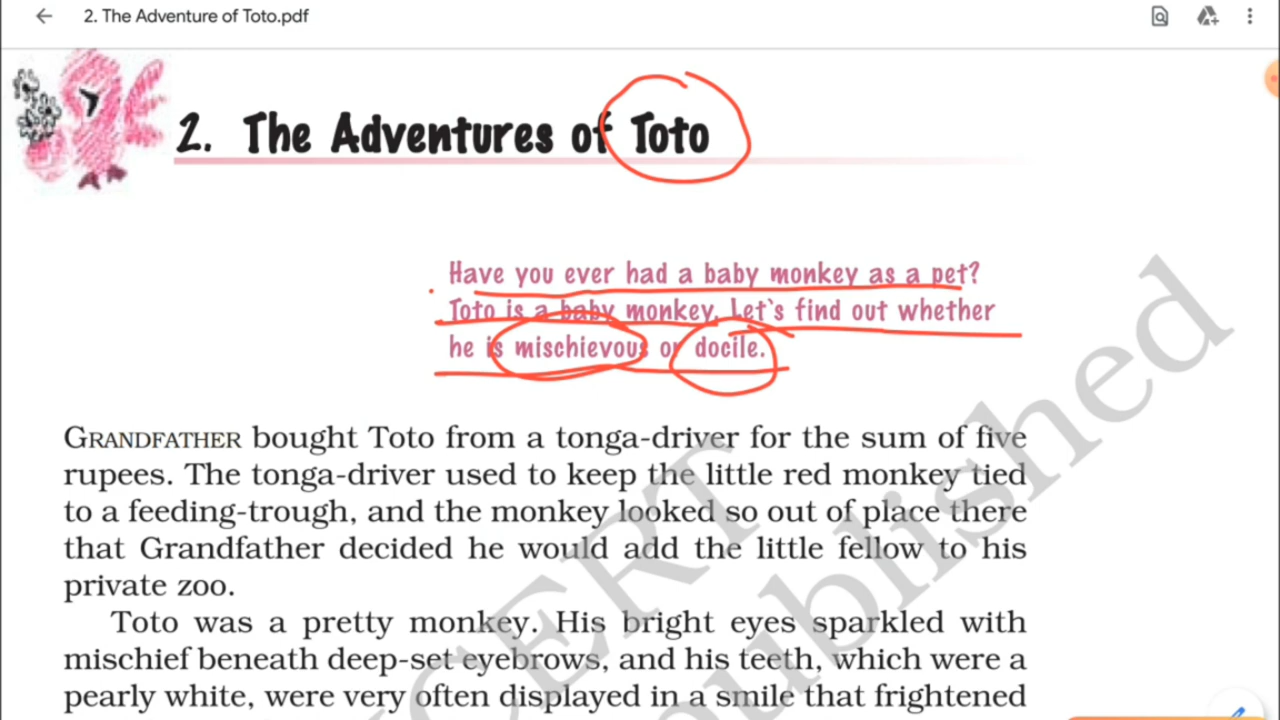 2. The Adventure of Toto.pdf
2. The Adventures of Toto
Have you ever had a baby monkey as a pet?
Toto is a baby monkey. Let`s find out whether
he is mischievous or docile.
GRANDFATHER bought Toto from a tonga-driver for the sum of five
rupees. The tonga-driver used to keep the little red monkey tied
to a feeding-trough, and the monkey looked so out of place there
that Grandfather decided he would add the little fellow to his
private zoo.
Toto was a pretty monkey. His bright eyes sparkled with
mischief beneath deep-set eyebrows, and his teeth, which were a
pearly white, were very often displayed in a smile that frightened